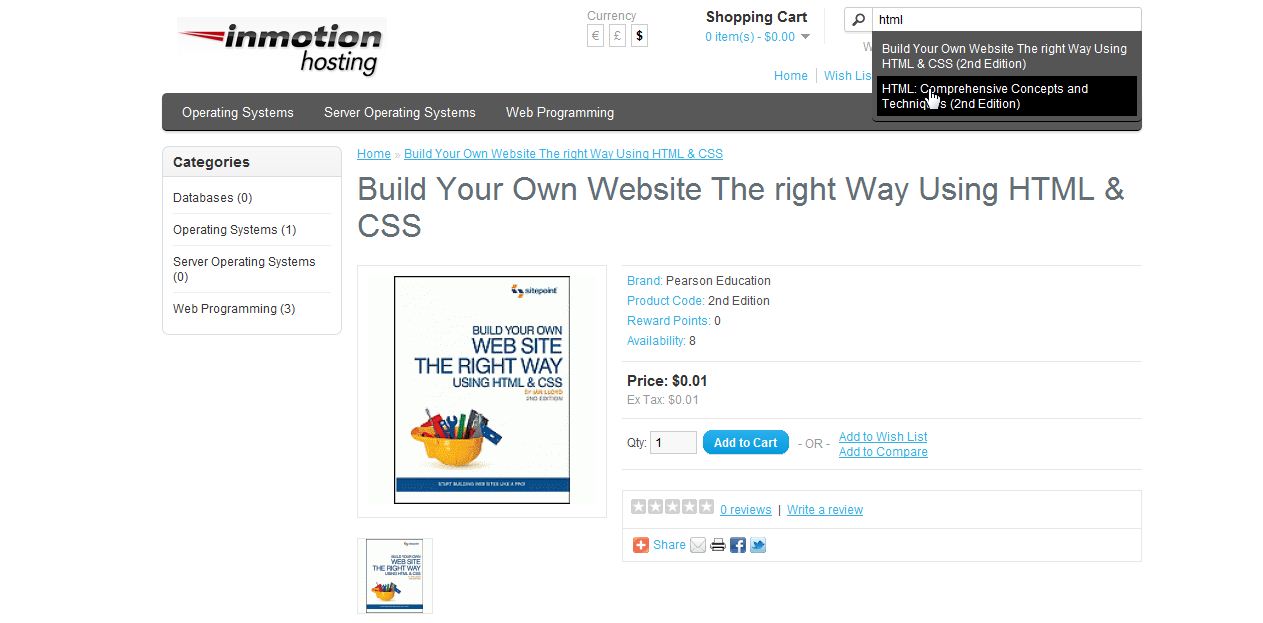 inmotion
hosting
Currency
€ £ $
Shopping Cart
0 item(s) - $0.00
html
W
Build Your Own Website The right Way Using
HTML & CSS (2nd Edition)
HTML: Comprehensive Concepts and
Techniques (2nd Edition)
Home Wish Lis
Operating Systems Server Operating Systems Web Programming
Categories
Databases (0)
Operating Systems (1)
Server Operating Systems
(0)
Web Programming (3)
Home » Build Your Own Website The right Way Using HTML & CSS
Build Your Own Website The right Way Using HTML &
CSS
sitepoint
BUILD YOUR OWN
WEB SITE
THE RIGHT WAY
USING HTML & CSS
BY IAN LLOYD
2ND EDITION
START BUILDING WEB SITES LIKE A PRO!
Brand: Pearson Education
Product Code: 2nd Edition
Reward Points: 0
Availability: 8
Price: $0.01
Ex Tax: $0.01
Qty: 1 Add to Cart - OR - Add to Wish List
Add to Compare
0 reviews | Write a review
Share
BUILD YOUR OWN
WEB SITE
THE RIGHT WAY
USING HTML & CSS